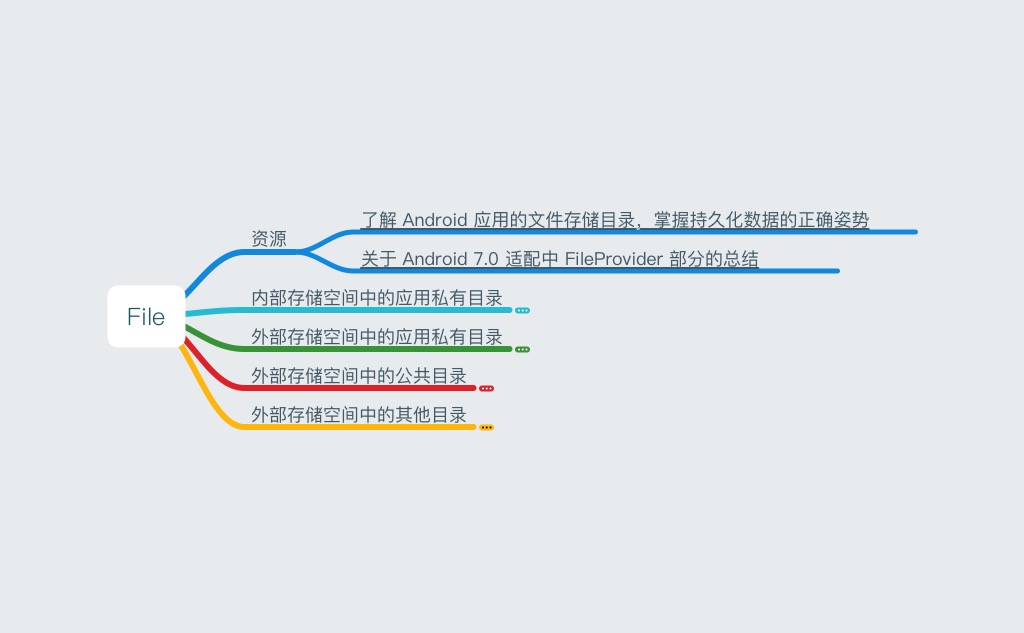 资源
了解 Android 应用的文件存储目录，掌握持久化数据的正确姿势
关于 Android 7.0 适配中 FileProvider 部分的总结
File
内部存储空间中的应用私有目录
外部存储空间中的应用私有目录
外部存储空间中的公共目录
外部存储空间中的其他目录